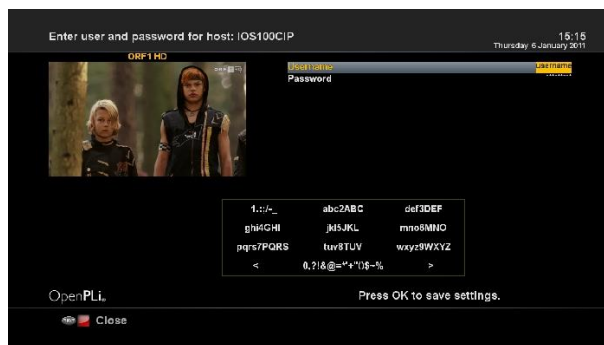 Enter user and password for host: IOS100CIP
15:15
Thursday 6 January 2011
ORF1 HD
Username
Username
Password
1.:/-_
abc2ABC
def3DEF
ghi4GHI
jkl5JKL
mno6MNO
pqrs7PQRS
tuv8TUV
wxyz9WXYZ
<
0,?!&@=*'+"()$~%
>
OpenPLi
Press OK to save settings.
Close